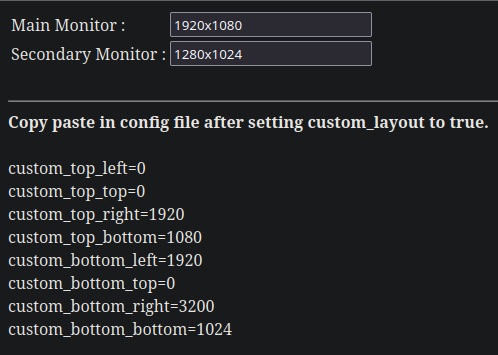 Main Monitor : 1920x1080
Secondary Monitor : 1280x1024
Copy paste in config file after setting custom_layout to true.
custom_top_left=0
custom_top_top=0
custom_top_right=1920
custom_top_bottom=1080
custom_bottom_left=1920
custom_bottom_top=0
custom_bottom_right=3200
custom_bottom_bottom=1024